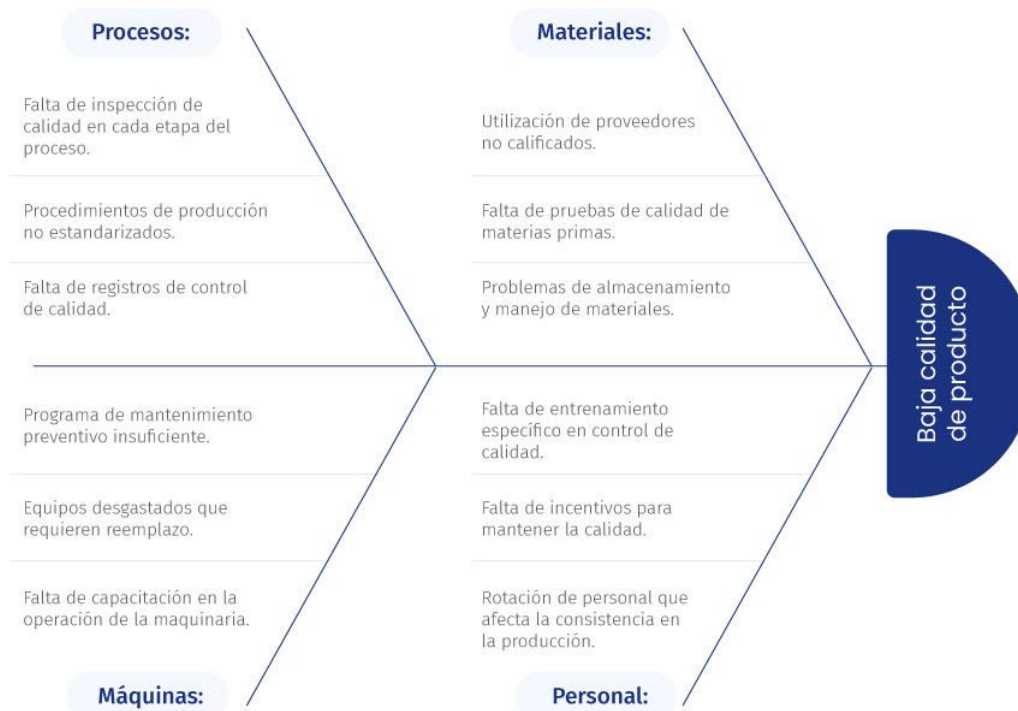 Procesos:
Falta de inspección de
calidad en cada etapa del
proceso.
Procedimientos de producción
no estandarizados.
Falta de registros de control
de calidad.
Materiales:
Utilización de proveedores
no calificados.
Falta de pruebas de calidad de
materias primas.
Problemas de almacenamiento
y manejo de materiales.
Programa de mantenimiento
preventivo insuficiente.
Equipos desgastados que
requieren reemplazo.
Falta de capacitación en la
operación de la maquinaria.
Máquinas:
Falta de entrenamiento
específico en control de
calidad.
Falta de incentivos para
mantener la calidad.
Rotación de personal que
afecta la consistencia en
la producción.
Personal:
Baja calidad
de producto